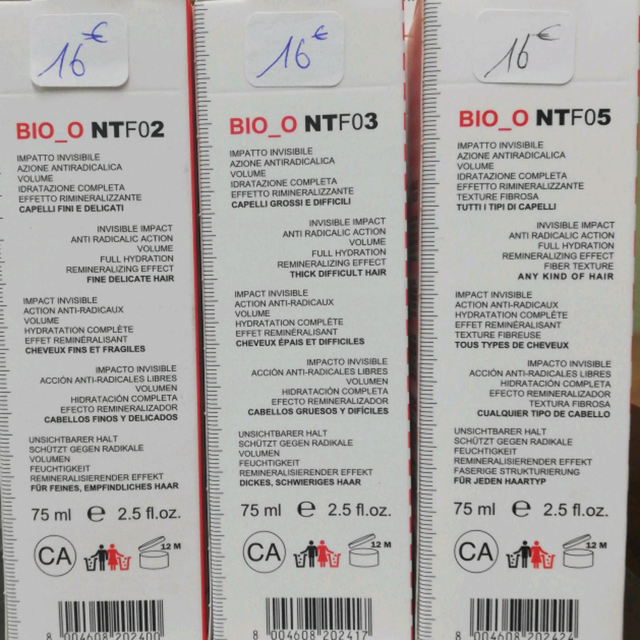 16€
BIO_O NTF02
IMPATTO INVISIBILE
AZIONE ANTIRADICALICA
VOLUME
IDRATAZIONE COMPLETA
EFFETTO RIMINERALIZZANTE
CAPELLI FINI E DELICATI
INVISIBLE IMPACT
ANTI RADICALIC ACTION
VOLUME
FULL HYDRATION
REMINERALIZING EFFECT
FINE DELICATE HAIR
IMPACT INVISIBLE
ACTION ANTI-RADICAUX
VOLUME
HYDRATATION COMPLÈTE
EFFET REMINÉRALISANT
CHEVEUX FINS ET FRAGILES
IMPACTO INVISIBLE
ACCIÓN ANTI-RADICALES LIBRES
VOLUMEN
HIDRATACIÓN COMPLETA
EFECTO REMINERALIZADOR
CABELLOS FINOS Y DELICADOS
UNSICHTBARER HALT
SCHÜTZT GEGEN RADIKALE
VOLUMEN
FEUCHTIGKEIT
REMINERALISIERENDER EFFEKT
FÜR FEINES, EMPFINDLICHES HAAR
75 ml e 2.5 fl.oz.
CA
12 M
8 004608 202400
16€
BIO_O NTF03
IMPATTO INVISIBILE
AZIONE ANTIRADICALICA
VOLUME
IDRATAZIONE COMPLETA
EFFETTO RIMINERALIZZANTE
CAPELLI GROSSI E DIFFICILI
INVISIBLE IMPACT
ANTI RADICALIC ACTION
VOLUME
FULL HYDRATION
REMINERALIZING EFFECT
THICK DIFFICULT HAIR
IMPACT INVISIBLE
ACTION ANTI-RADICAUX
VOLUME
HYDRATATION COMPLÈTE
EFFET REMINÉRALISANT
CHEVEUX ÉPAIS ET DIFFICILES
IMPACTO INVISIBLE
ACCIÓN ANTI-RADICALES LIBRES
VOLUMEN
HIDRATACIÓN COMPLETA
EFECTO REMINERALIZADOR
CABELLOS GRUESOS Y DIFÍCILES
UNSICHTBARER HALT
SCHÜTZT GEGEN RADIKALE
VOLUMEN
FEUCHTIGKEIT
REMINERALISIERENDER EFFEKT
DICKES, SCHWIERIGES HAAR
75 ml e 2.5 fl.oz.
CA
12 M
8 004608 202417
16€
BIO_O NTF05
IMPATTO INVISIBILE
AZIONE ANTIRADICALICA
VOLUME
IDRATAZIONE COMPLETA
EFFETTO RIMINERALIZZANTE
TEXTURE FIBROSA
TUTTI I TIPI DI CAPELLI
INVISIBLE IMPACT
ANTI RADICALIC ACTION
FULL HYDRATION
REMINERALIZING EFFECT
FIBER TEXTURE
ANY KIND OF HAIR
IMPACT INVISIBLE
ACTION ANTI-RADICAUX
HYDRATATION COMPLÈTE
EFFET REMINÉRALISANT
TEXTURE FIBREUSE
TOUS TYPES DE CHEVEUX
IMPACTO INVISIBLE
ACCIÓN ANTI-RADICALES LIBRES
HIDRATACIÓN COMPLETA
EFECTO REMINERALIZADOR
TEXTURA FIBROSA
CUALQUIER TIPO DE CABELLO
UNSICHTBARER HALT
SCHÜTZT GEGEN RADIKALE
FEUCHTIGKEIT
REMINERALISIERENDER EFFEKT
FASERIGE STRUKTURIERUNG
FÜR JEDEN HAARTYP
75 ml e 2.5 fl.oz.
CA
12 M
8 004608